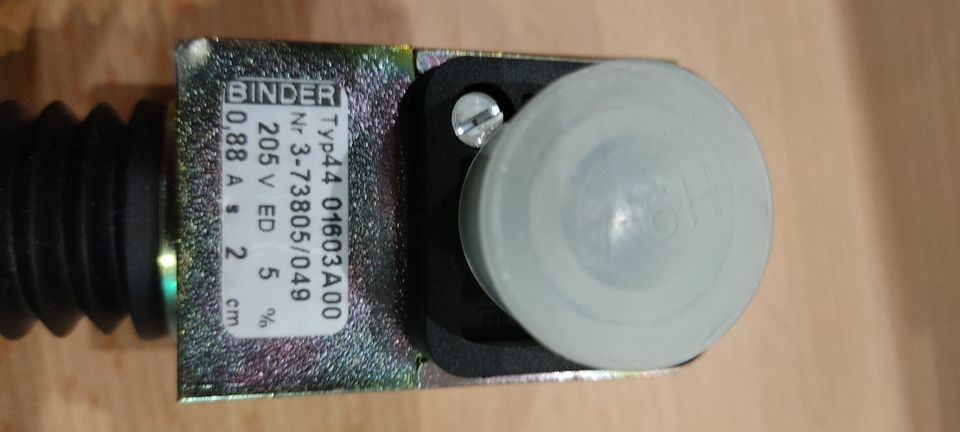 BINDER
Typ44 01603A00
Nr 3-73805/049
205 V ED 5 %
0,88 A s 2 cm